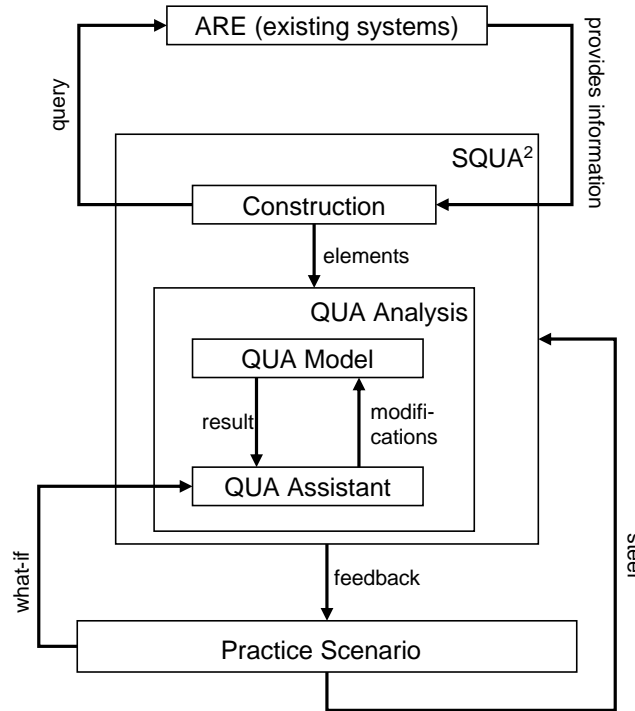 ARE (existing systems)
query
provides information
SQUA²
Construction
elements
QUA Analysis
QUA Model
result
modifi-
cations
QUA Assistant
what-if
feedback
steer
Practice Scenario